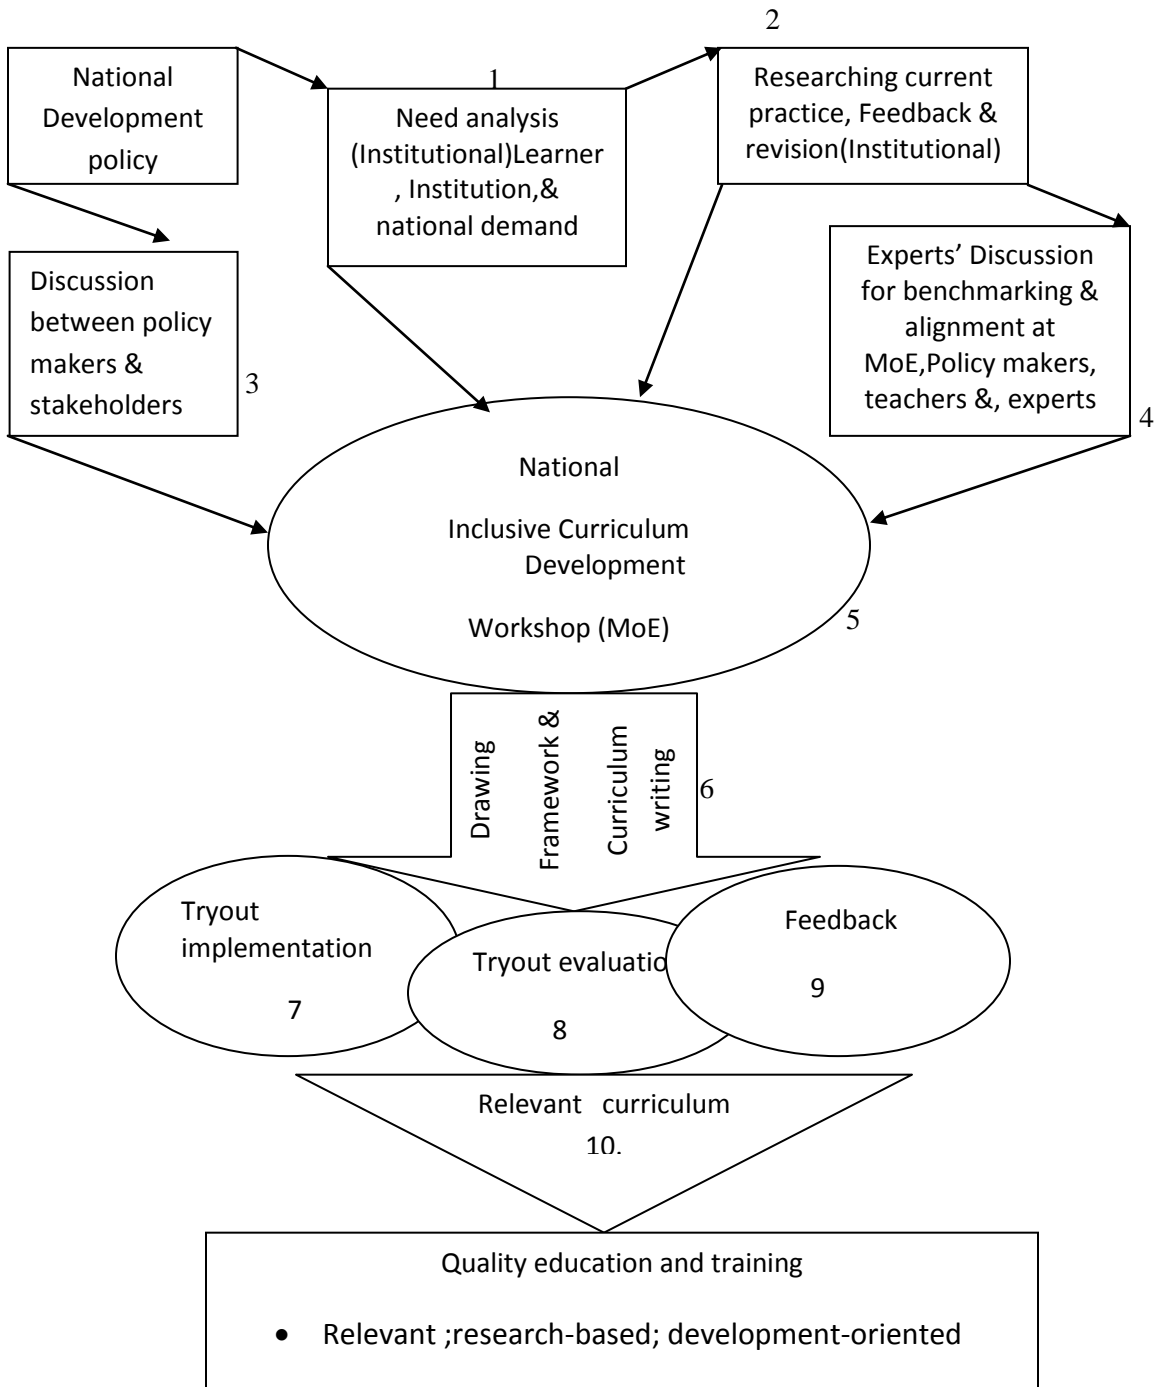 2
National
Development
policy
1
Need analysis
(Institutional)Learner
, Institution,&
national demand
Researching current
practice, Feedback &
revision(Institutional)
Discussion
between policy
makers &
stakeholders
3
Experts’ Discussion
for benchmarking &
alignment at
MoE,Policy makers,
teachers &, experts
4
National
Inclusive Curriculum
Development
Workshop (MoE)
5
Drawing
Framework &
Curriculum
writing
6
Tryout
implementation
7
Tryout evaluatio
8
Feedback
9
Relevant curriculum
10.
Quality education and training
• Relevant ;research-based; development-oriented